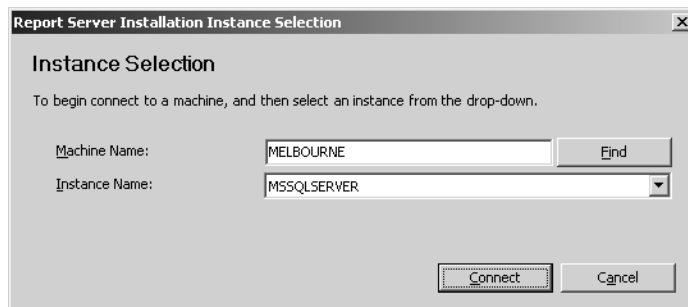 Report Server Installation Instance Selection
Instance Selection
To begin connect to a machine, and then select an instance from the drop-down.
Machine Name: MELBOURNE Find
Instance Name: MSSQLSERVER
Connect Cancel